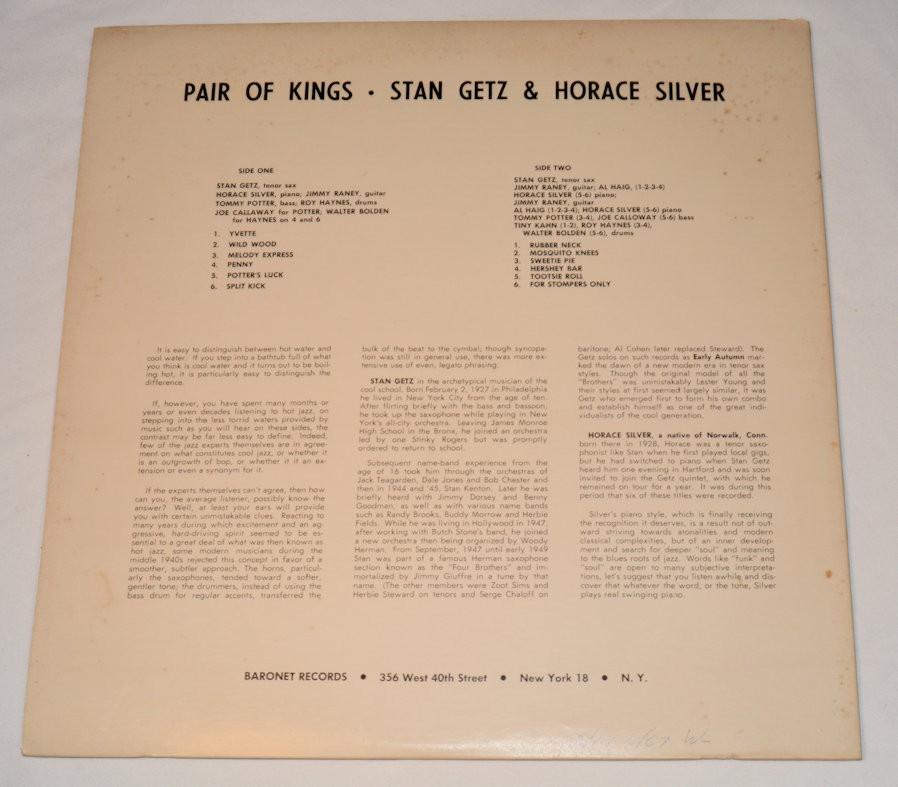 PAIR OF KINGS · STAN GETZ & HORACE SILVER
SIDE ONE
STAN GETZ, tenor sax
HORACE SILVER, piano; JIMMY RANEY, guitar
TOMMY POTTER, bass; ROY HAYNES, drums
JOE CALLAWAY for POTTER; WALTER BOLDEN
for HAYNES on 4 and 6
1. YVETTE
2. WILD WOOD
3. MELODY EXPRESS
4. PENNY
5. POTTER'S LUCK
6. SPLIT KICK
SIDE TWO
STAN GETZ, tenor sax
JIMMY RANEY, guitar; AL HAIG, (1-2-3-4)
HORACE SILVER (5-6) piano;
JIMMY RANEY, guitar
AL HAIG (1-2-3-4); HORACE SILVER (5-6) piano
TOMMY POTTER (3-4), JOE CALLOWAY (5-6) bass
TINY KAHN (1-2), ROY HAYNES (3-4),
WALTER BOLDEN (5-6), drums
1. RUBBER NECK
2. MOSQUITO KNEES
3. SWEETIE PIE
4. HERSHEY BAR
5. TOOTSIE ROLL
6. FOR STOMPERS ONLY
It is easy to distinguish between hot water and
cool water. If you step into a bathtub full of what
you think is cool water and it turns out to be boil-
ing hot, it is particularly easy to distinguish the
difference.
If, however, you have spent many months or
years or even decades listening to hot jazz, on
stepping into the less torrid waters provided by
music such as you will hear on these sides, the
contrast may be far less easy to define. Indeed,
few of the jazz experts themselves are in agree-
ment on what constitutes cool jazz, or whether it
is an outgrowth of bop, or whether it is an ex-
tension or even a synonym for it.
If the experts themselves can't agree, then how
can you, the average listener, possibly know the
answer? Well, at least your ears will provide
you with certain unmistakable clues. Reacting to
many years during which excitement and an ag-
gressive, hard-driving spirit seemed to be es-
sential to a great deal of what was then known as
hot jazz, some modern musicians during the
middle 1940s rejected this concept in favor of a
smoother, subtler approach. The horns, particul-
arly the saxophones, tended toward a softer,
gentler tone; the drummers, instead of using the
bass drum for regular accents, transferred the
bulk of the beat to the cymbal; though syncopa-
tion was still in general use, there was more ex-
tensive use of even, legato phrasing.
STAN GETZ in the archetypical musician of the
cool school. Born February 2, 1927 in Philadelphia
he lived in New York City from the age of ten.
After flirting briefly with the bass and bassoon,
he took up the saxophone while playing in New
York's all-city orchestra. Leaving James Monroe
High School in the Bronx, he joined an orchestra
led by one Stinky Rogers but was promptly
ordered to return to school.
Subsequent name-band experience from the
age of 16 took him through the orchestras of
Jack Teagarden, Dale Jones and Bob Chester and
then in 1944 and '45, Stan Kenton. Later he was
briefly heard with Jimmy Dorsey and Benny
Goodman, as well as with various name bands
such as Randy Brooks, Buddy Morrow and Herbie
Fields. While he was living in Hollywood in 1947,
after working with Butch Stone's band, he joined
a new orchestra then being organized by Woody
Herman. From September, 1947 until early 1949
Stan was part of a famous Herman saxophone
section known as the "Four Brothers" and im-
mortalized by Jimmy Giuffre in a tune by that
name. (The other members were Zoot Sims and
Herbie Steward on tenors and Serge Chaloff on
baritone; Al Cohen later replaced Steward). The
Getz solos on such records as Early Autumn mar-
ked the dawn of a new modern era in tenor sax
styles. Though the original model of all the
"Brothers" was unmistakably Lester Young and
their styles at first seemed largely similar, it was
Getz who emerged first to form his own combo
and establish himself as one of the great indi-
vidualists of the cool generation.
HORACE SILVER, a native of Norwalk, Conn.
born there in 1928, Horace was a tenor saxo-
phonist like Stan when he first played local gigs,
but he had switched to piano when Stan Getz
heard him one evening in Hartford and was soon
invited to join the Getz quintet, with which he
remained on tour for a year. It was during this
period that six of these titles were recorded.
Silver's piano style, which is finally receiving
the recognition it deserves, is a result not of out-
ward striving towards atonalities and modern
classical complexities, but of an inner develop-
ment and search for deeper "soul" and meaning
to the blues roots of jazz. Words like "funk" and
"soul" are open to many subjective interpreta-
tions, let's suggest that you listen awhile and dis-
cover that whatever the word, or the tune, Silver
plays real swinging piano.
BARONET RECORDS • 356 West 40th Street • New York 18 • N. Y.